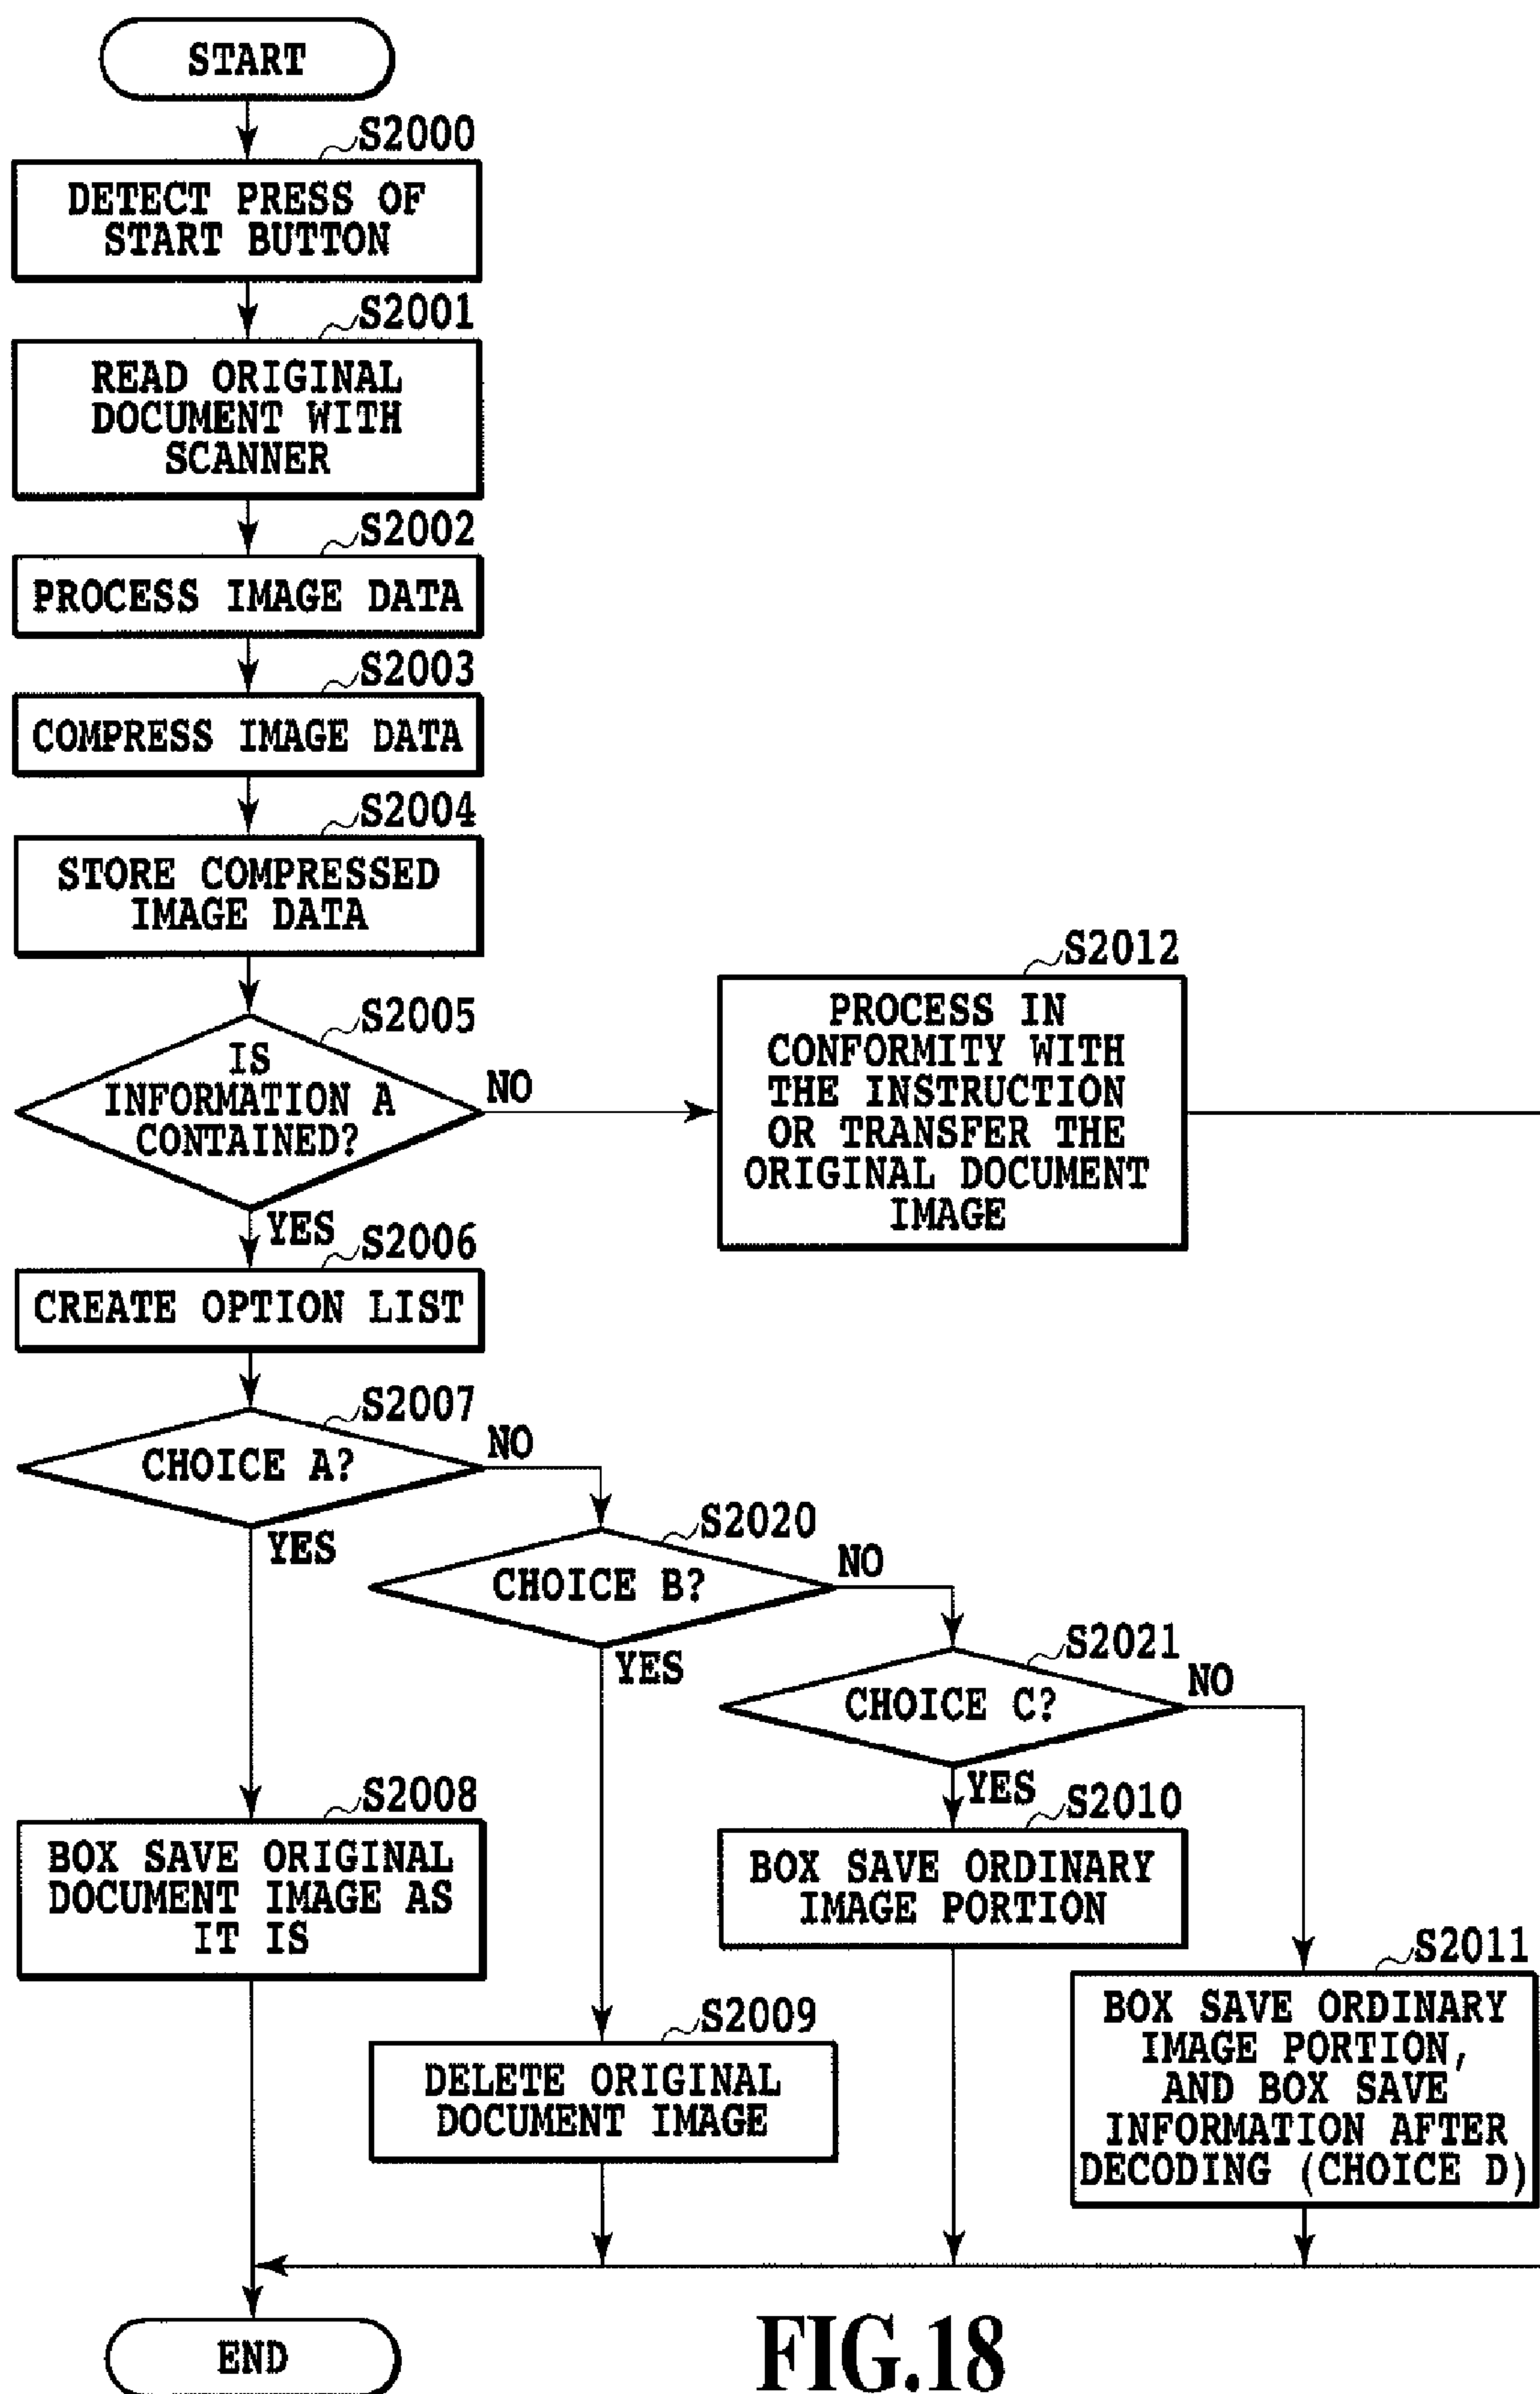 START
S2000
DETECT PRESS OF
START BUTTON
S2001
READ ORIGINAL
DOCUMENT WITH
SCANNER
S2002
PROCESS IMAGE DATA
S2003
COMPRESS IMAGE DATA
S2004
STORE COMPRESSED
IMAGE DATA
S2005
IS
INFORMATION A
CONTAINED?
NO
YES
S2012
PROCESS IN
CONFORMITY WITH
THE INSTRUCTION
OR TRANSFER THE
ORIGINAL DOCUMENT
IMAGE
S2006
CREATE OPTION LIST
S2007
CHOICE A?
NO
YES
S2020
CHOICE B?
NO
YES
S2021
CHOICE C?
NO
YES
S2008
BOX SAVE ORIGINAL
DOCUMENT IMAGE AS
IT IS
S2010
BOX SAVE ORDINARY
IMAGE PORTION
S2011
BOX SAVE ORDINARY
IMAGE PORTION,
AND BOX SAVE
INFORMATION AFTER
DECODING (CHOICE D)
S2009
DELETE ORIGINAL
DOCUMENT IMAGE
END
FIG.18